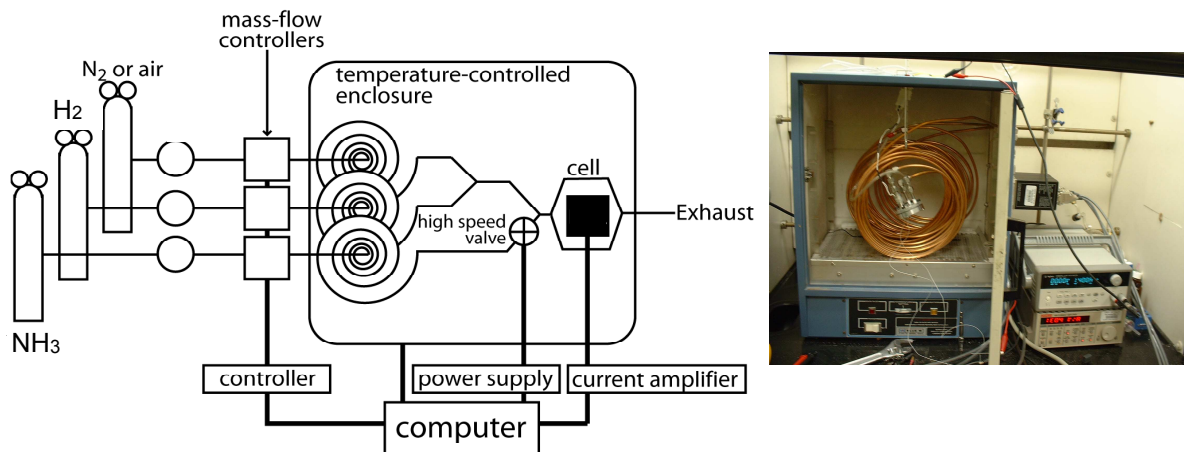 mass-flow
controllers
N2 or air
H2
NH3
temperature-controlled
enclosure
cell
high speed
valve
Exhaust
controller
power supply
current amplifier
computer